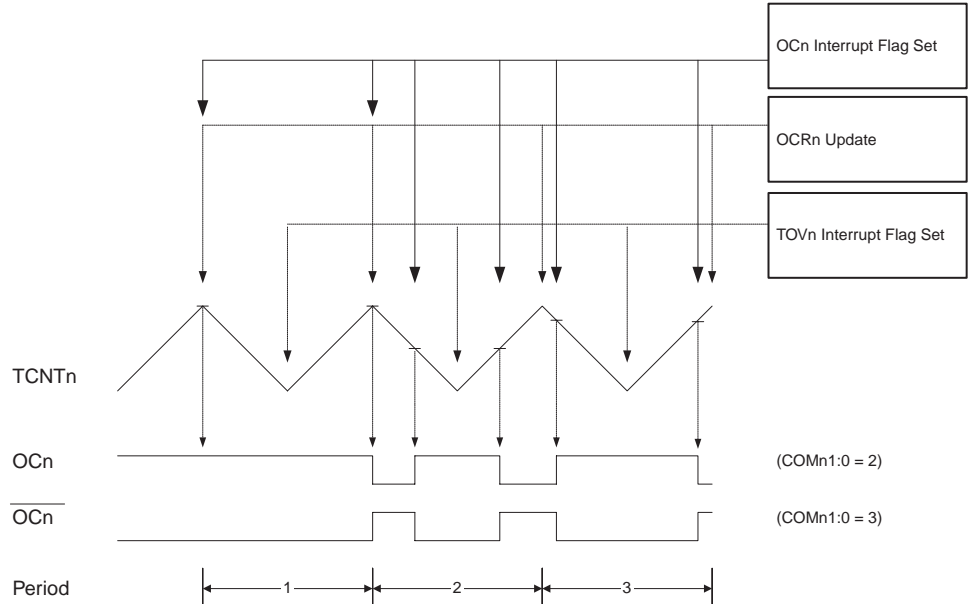 OCn Interrupt Flag Set
OCRn Update
TOVn Interrupt Flag Set
TCNTn
OCn
(COMn1:0 = 2)
OCn
(COMn1:0 = 3)
Period
1
2
3